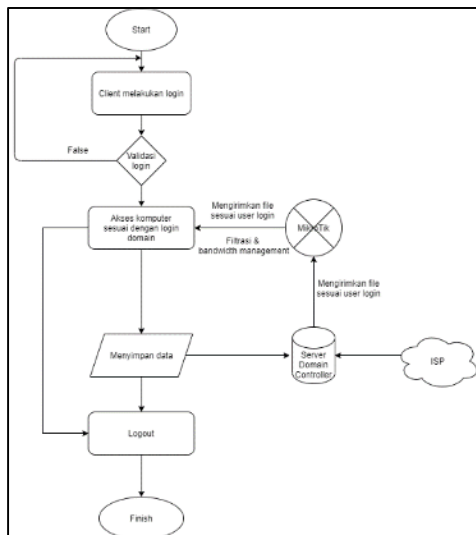 Start
Client melakukan login
False
Validasi
login
Akses komputer
sesuai dengan login
domain
Mengirimkan file
sesuai user login
Filtrasi &
bandwidth management
MikroTik
Mengirimkan file
sesuai user login
Menyimpan data
Server
Domain
Controller
ISP
Logout
Finish